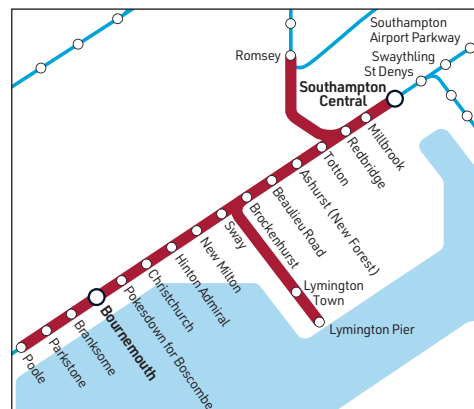 Southampton
Airport Parkway
Romsey
Swaythling
St Denys
Southampton
Central
Millbrook
Redbridge
Totton
Ashurst (New Forest)
Beaulieu Road
Brockenhurst
Sway
New Milton
Hinton Admiral
Christchurch
Pokesdown for Boscombe
Bournemouth
Branksome
Parkstone
Poole
Lymington
Town
Lymington Pier